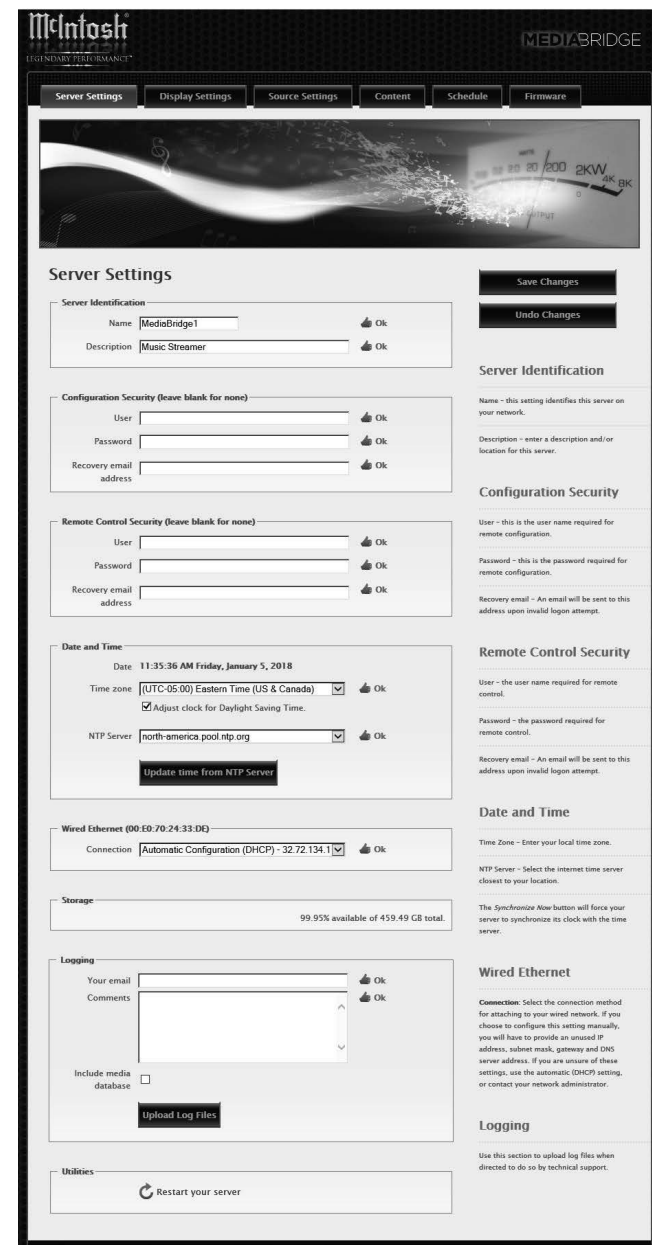 McIntosh
LEGENDARY PERFORMANCE
MEDIABRIDGE
Server Settings
Display Settings
Source Settings
Content
Schedule
Firmware
20 200 2KW
4K 8K
OUTPUT
Server Settings
Server Identification
Name MediaBridge1 Ok
Description Music Streamer Ok
Configuration Security (leave blank for none)
User Ok
Password Ok
Recovery email Ok
address
Remote Control Security (leave blank for none)
User Ok
Password Ok
Recovery email Ok
address
Date and Time
Date 11:35:36 AM Friday, January 5, 2018
Time zone (UTC-05:00) Eastern Time (US & Canada) Ok
Adjust clock for Daylight Saving Time.
NTP Server north-america.pool.ntp.org Ok
Update time from NTP Server
Wired Ethernet (00:E0:70:24:33:DE)
Connection Automatic Configuration (DHCP) - 32.72.134.1 Ok
Storage
99.95% available of 459.49 GB total.
Logging
Your email Ok
Comments Ok
Include media
database
Upload Log Files
Utilities
Restart your server
Save Changes
Undo Changes
Server Identification
Name - this setting identifies this server on
your network.
Description - enter a description and/or
location for this server.
Configuration Security
User - this is the user name required for
remote configuration.
Password - this is the password required for
remote configuration.
Recovery email - An email will be sent to this
address upon invalid logon attempt.
Remote Control Security
User - the user name required for remote
control.
Password - the password required for
remote control.
Recovery email - An email will be sent to this
address upon invalid logon attempt.
Date and Time
Time Zone - Enter your local time zone.
NTP Server - Select the internet time server
closest to your location.
The Synchronize Now button will force your
server to synchronize its clock with the time
server.
Wired Ethernet
Connection: Select the connection method
for attaching to your wired network. If you
choose to configure this setting manually,
you will have to provide an unused IP
address, subnet mask, gateway and DNS
server address. If you are unsure of these
settings, use the automatic (DHCP) setting,
or contact your network administrator.
Logging
Use this section to upload log files when
directed to do so by technical support.